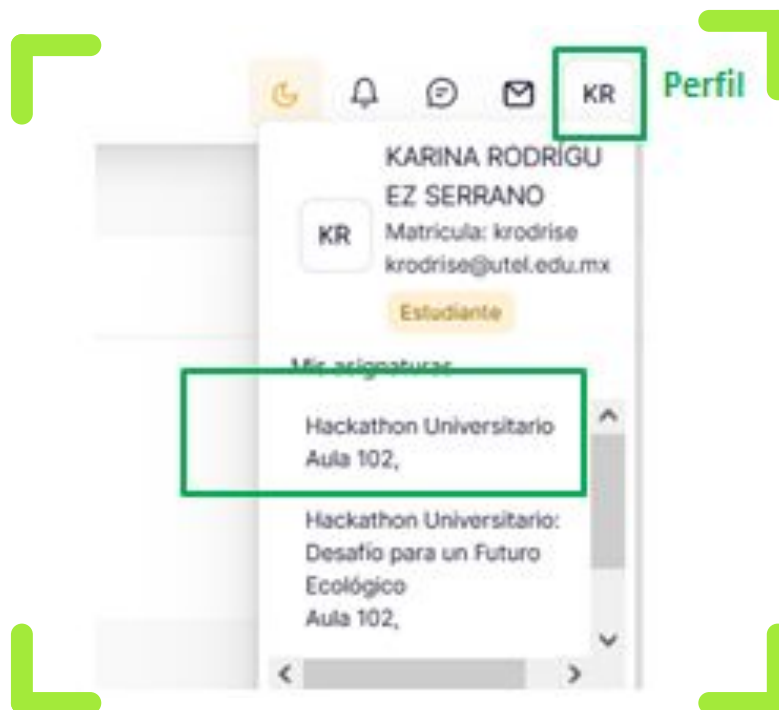 KR
Perfil
KARINA RODRÍGU
EZ SERRANO
KR
Matricula: krodrise
krodrise@utel.edu.mx
Estudiante
Mis asignaturas
Hackathon Universitario
Aula 102,
Hackathon Universitario:
Desafío para un Futuro
Ecológico
Aula 102,